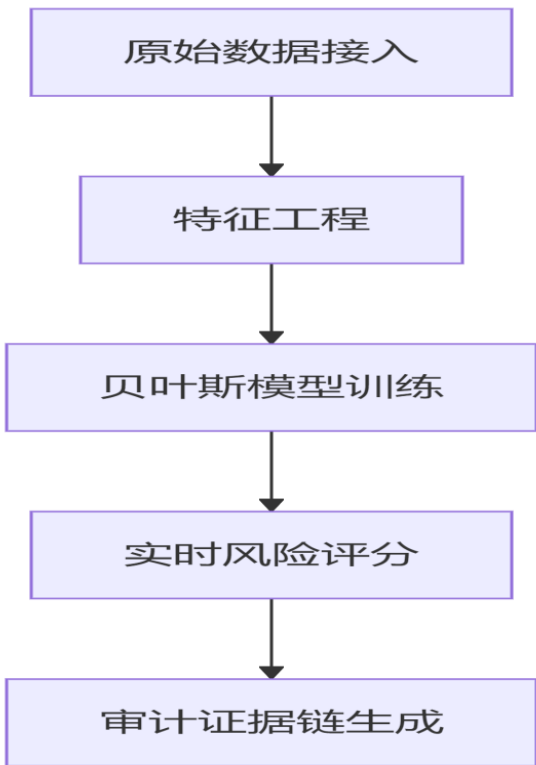 原始数据接入
特征工程
贝叶斯模型训练
实时风险评分
审计证据链生成